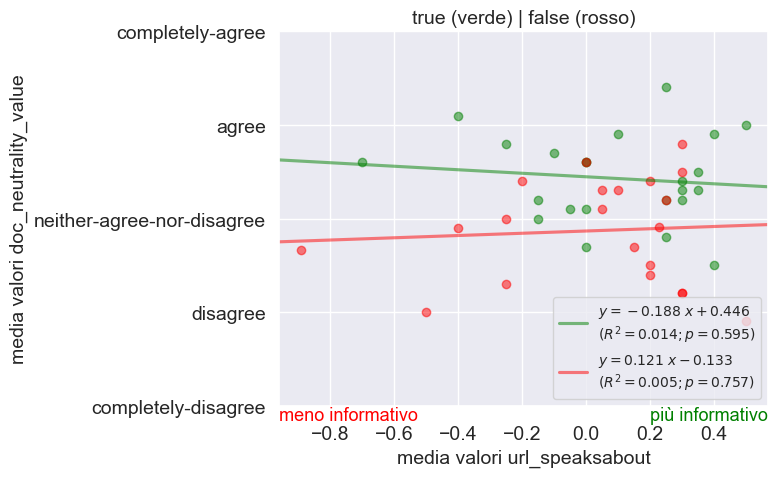 true (verde) | false (rosso)
completely-agree
agree
neither-agree-nor-disagree
disagree
completely-disagree
media valori doc_neutrality_value
y = −0.188 x + 0.446
(R² = 0.014; p = 0.595)
y = 0.121 x − 0.133
(R² = 0.005; p = 0.757)
meno informativo
più informativo
−0.8 −0.6 −0.4 −0.2 0.0 0.2 0.4
media valori url_speaksabout